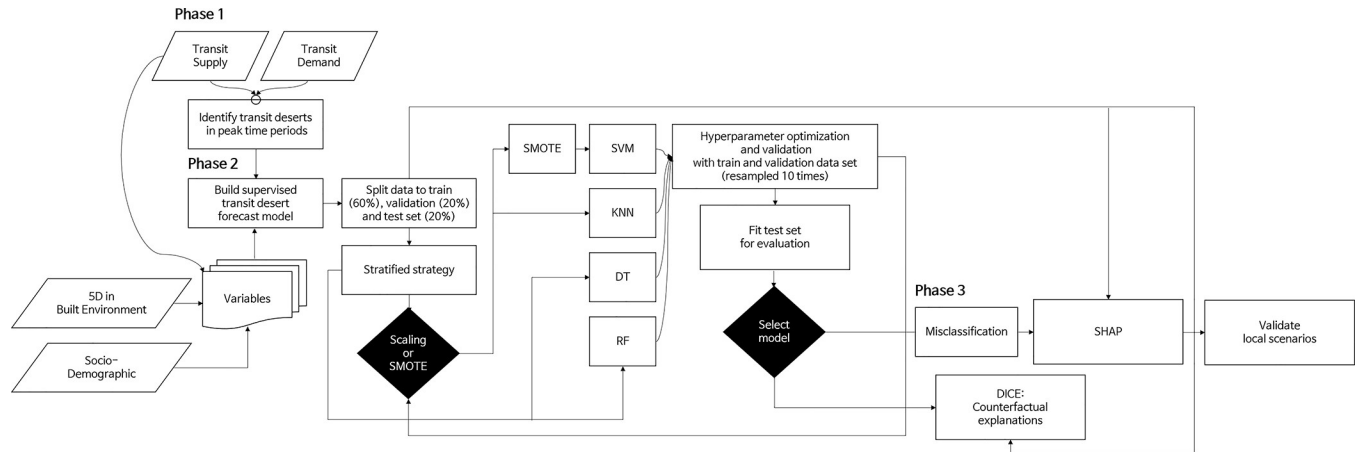 Phase 1
Transit
Supply
Transit
Demand
Identify transit deserts
in peak time periods
Phase 2
Build supervised
transit desert
forecast model
Split data to train
(60%), validation (20%)
and test set (20%)
Stratified strategy
Scaling
or
SMOTE
5D in
Built Environment
Variables
Socio-
Demographic
SMOTE
SVM
KNN
DT
RF
Hyperparameter optimization
and validation
with train and validation data set
(resampled 10 times)
Fit test set
for evaluation
Select
model
Phase 3
Misclassification
SHAP
Validate
local scenarios
DICE:
Counterfactual
explanations